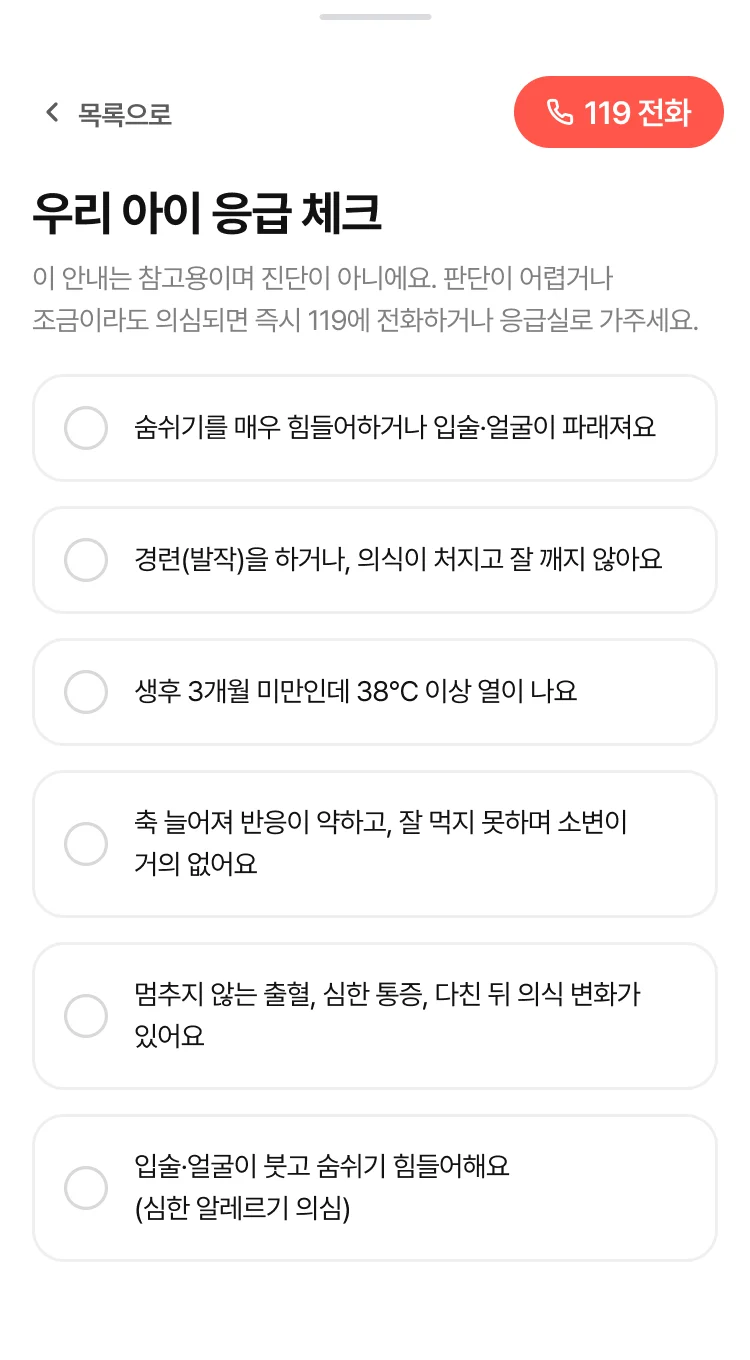 목록으로
119 전화
우리 아이 응급 체크
이 안내는 참고용이며 진단이 아니에요. 판단이 어렵거나
조금이라도 의심되면 즉시 119에 전화하거나 응급실로 가주세요.
숨쉬기를 매우 힘들어하거나 입술·얼굴이 파래져요
경련(발작)을 하거나, 의식이 처지고 잘 깨지 않아요
생후 3개월 미만인데 38℃ 이상 열이 나요
축 늘어져 반응이 약하고, 잘 먹지 못하며 소변이
거의 없어요
멈추지 않는 출혈, 심한 통증, 다친 뒤 의식 변화가
있어요
입술·얼굴이 붓고 숨쉬기 힘들어해요
(심한 알레르기 의심)